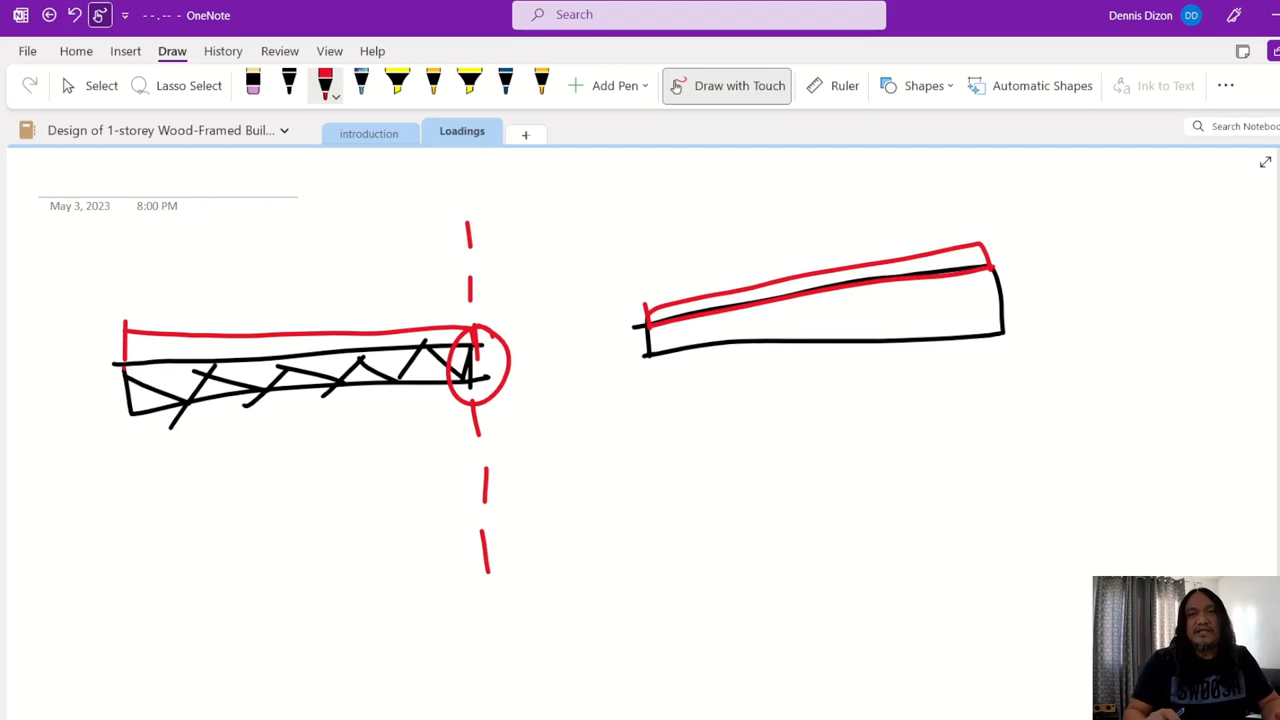 - -.-- - OneNote
Search
Dennis Dizon
DD
File
Home
Insert
Draw
History
Review
View
Help
Select
Lasso Select
Add Pen
Draw with Touch
Ruler
Shapes
Automatic Shapes
Ink to Text
Design of 1-storey Wood-Framed Buil...
introduction
Loadings
Search Noteboo
May 3, 2023
8:00 PM
SWOOSH